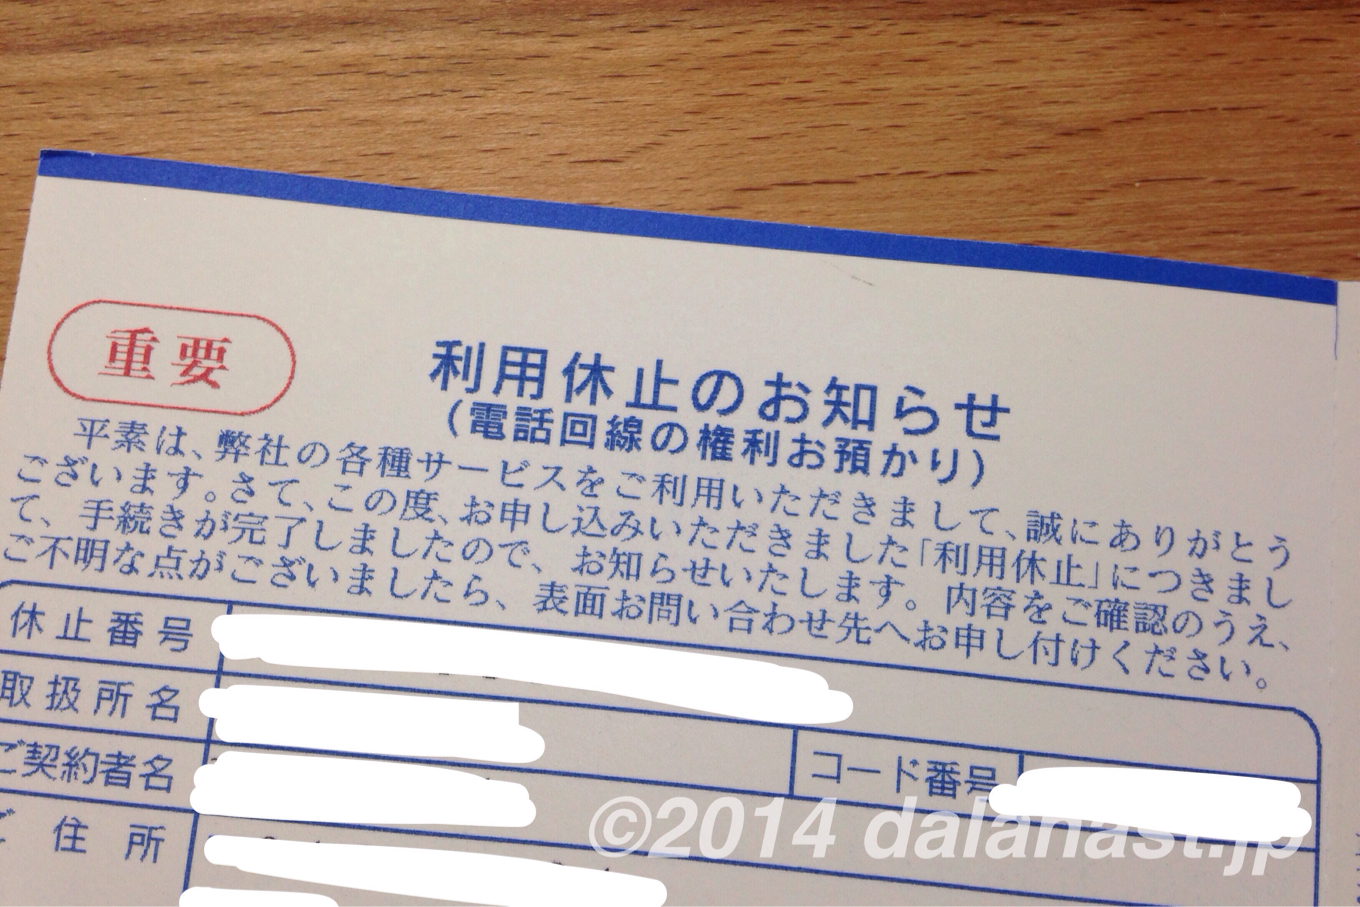 重要
利用休止のお知らせ
(電話回線の権利お預かり)
平素は、弊社の各種サービスをご利用いただきまして、誠にありがとう
ございます。さて、この度、お申し込みいただきました「利用休止」につきまし
て、手続きが完了しましたので、お知らせいたします。内容をご確認のうえ、
ご不明な点がございましたら、表面お問い合わせ先へお申し付けください。
休止番号
取扱所名
コード番号
ご契約者名
ご住所
©2014 dalanast.jp